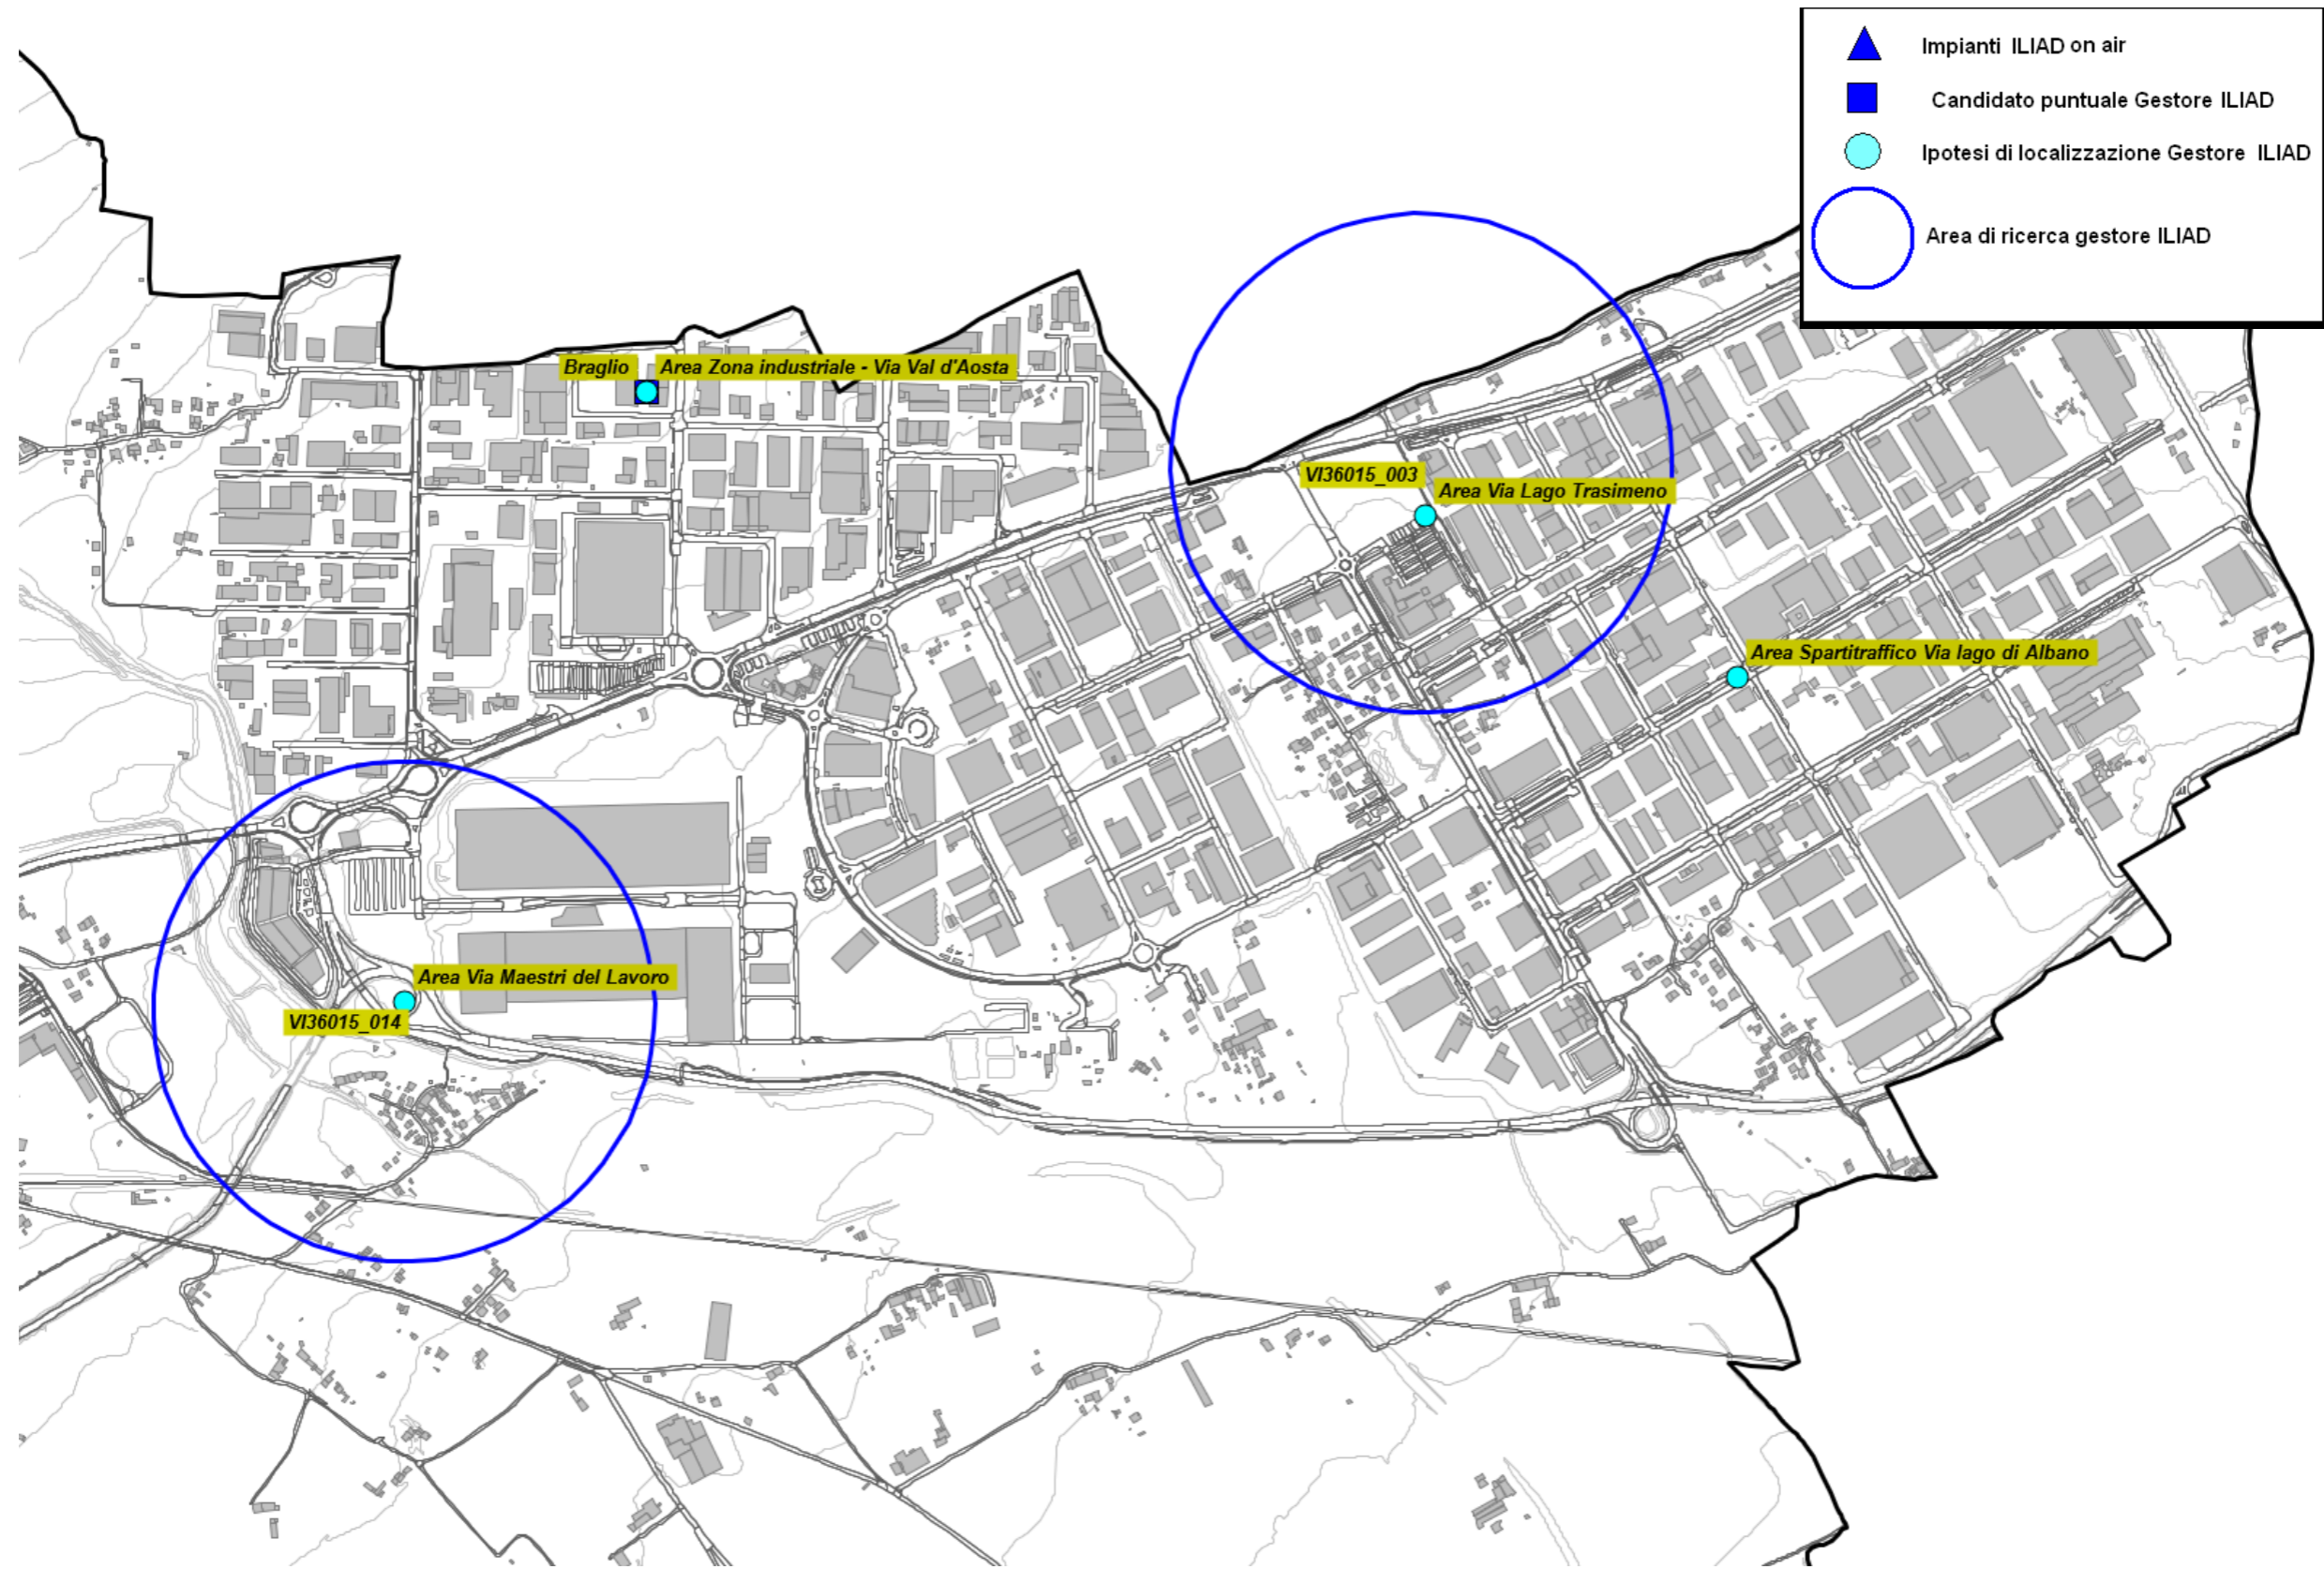 Impianti ILIAD on air
Candidato puntuale Gestore ILIAD
Ipotesi di localizzazione Gestore ILIAD
Area di ricerca gestore ILIAD
Braglio
Area Zona industriale - Via Val d'Aosta
VI36015_003
Area Via Lago Trasimeno
Area Spartitraffico Via lago di Albano
Area Via Maestri del Lavoro
VI36015_014